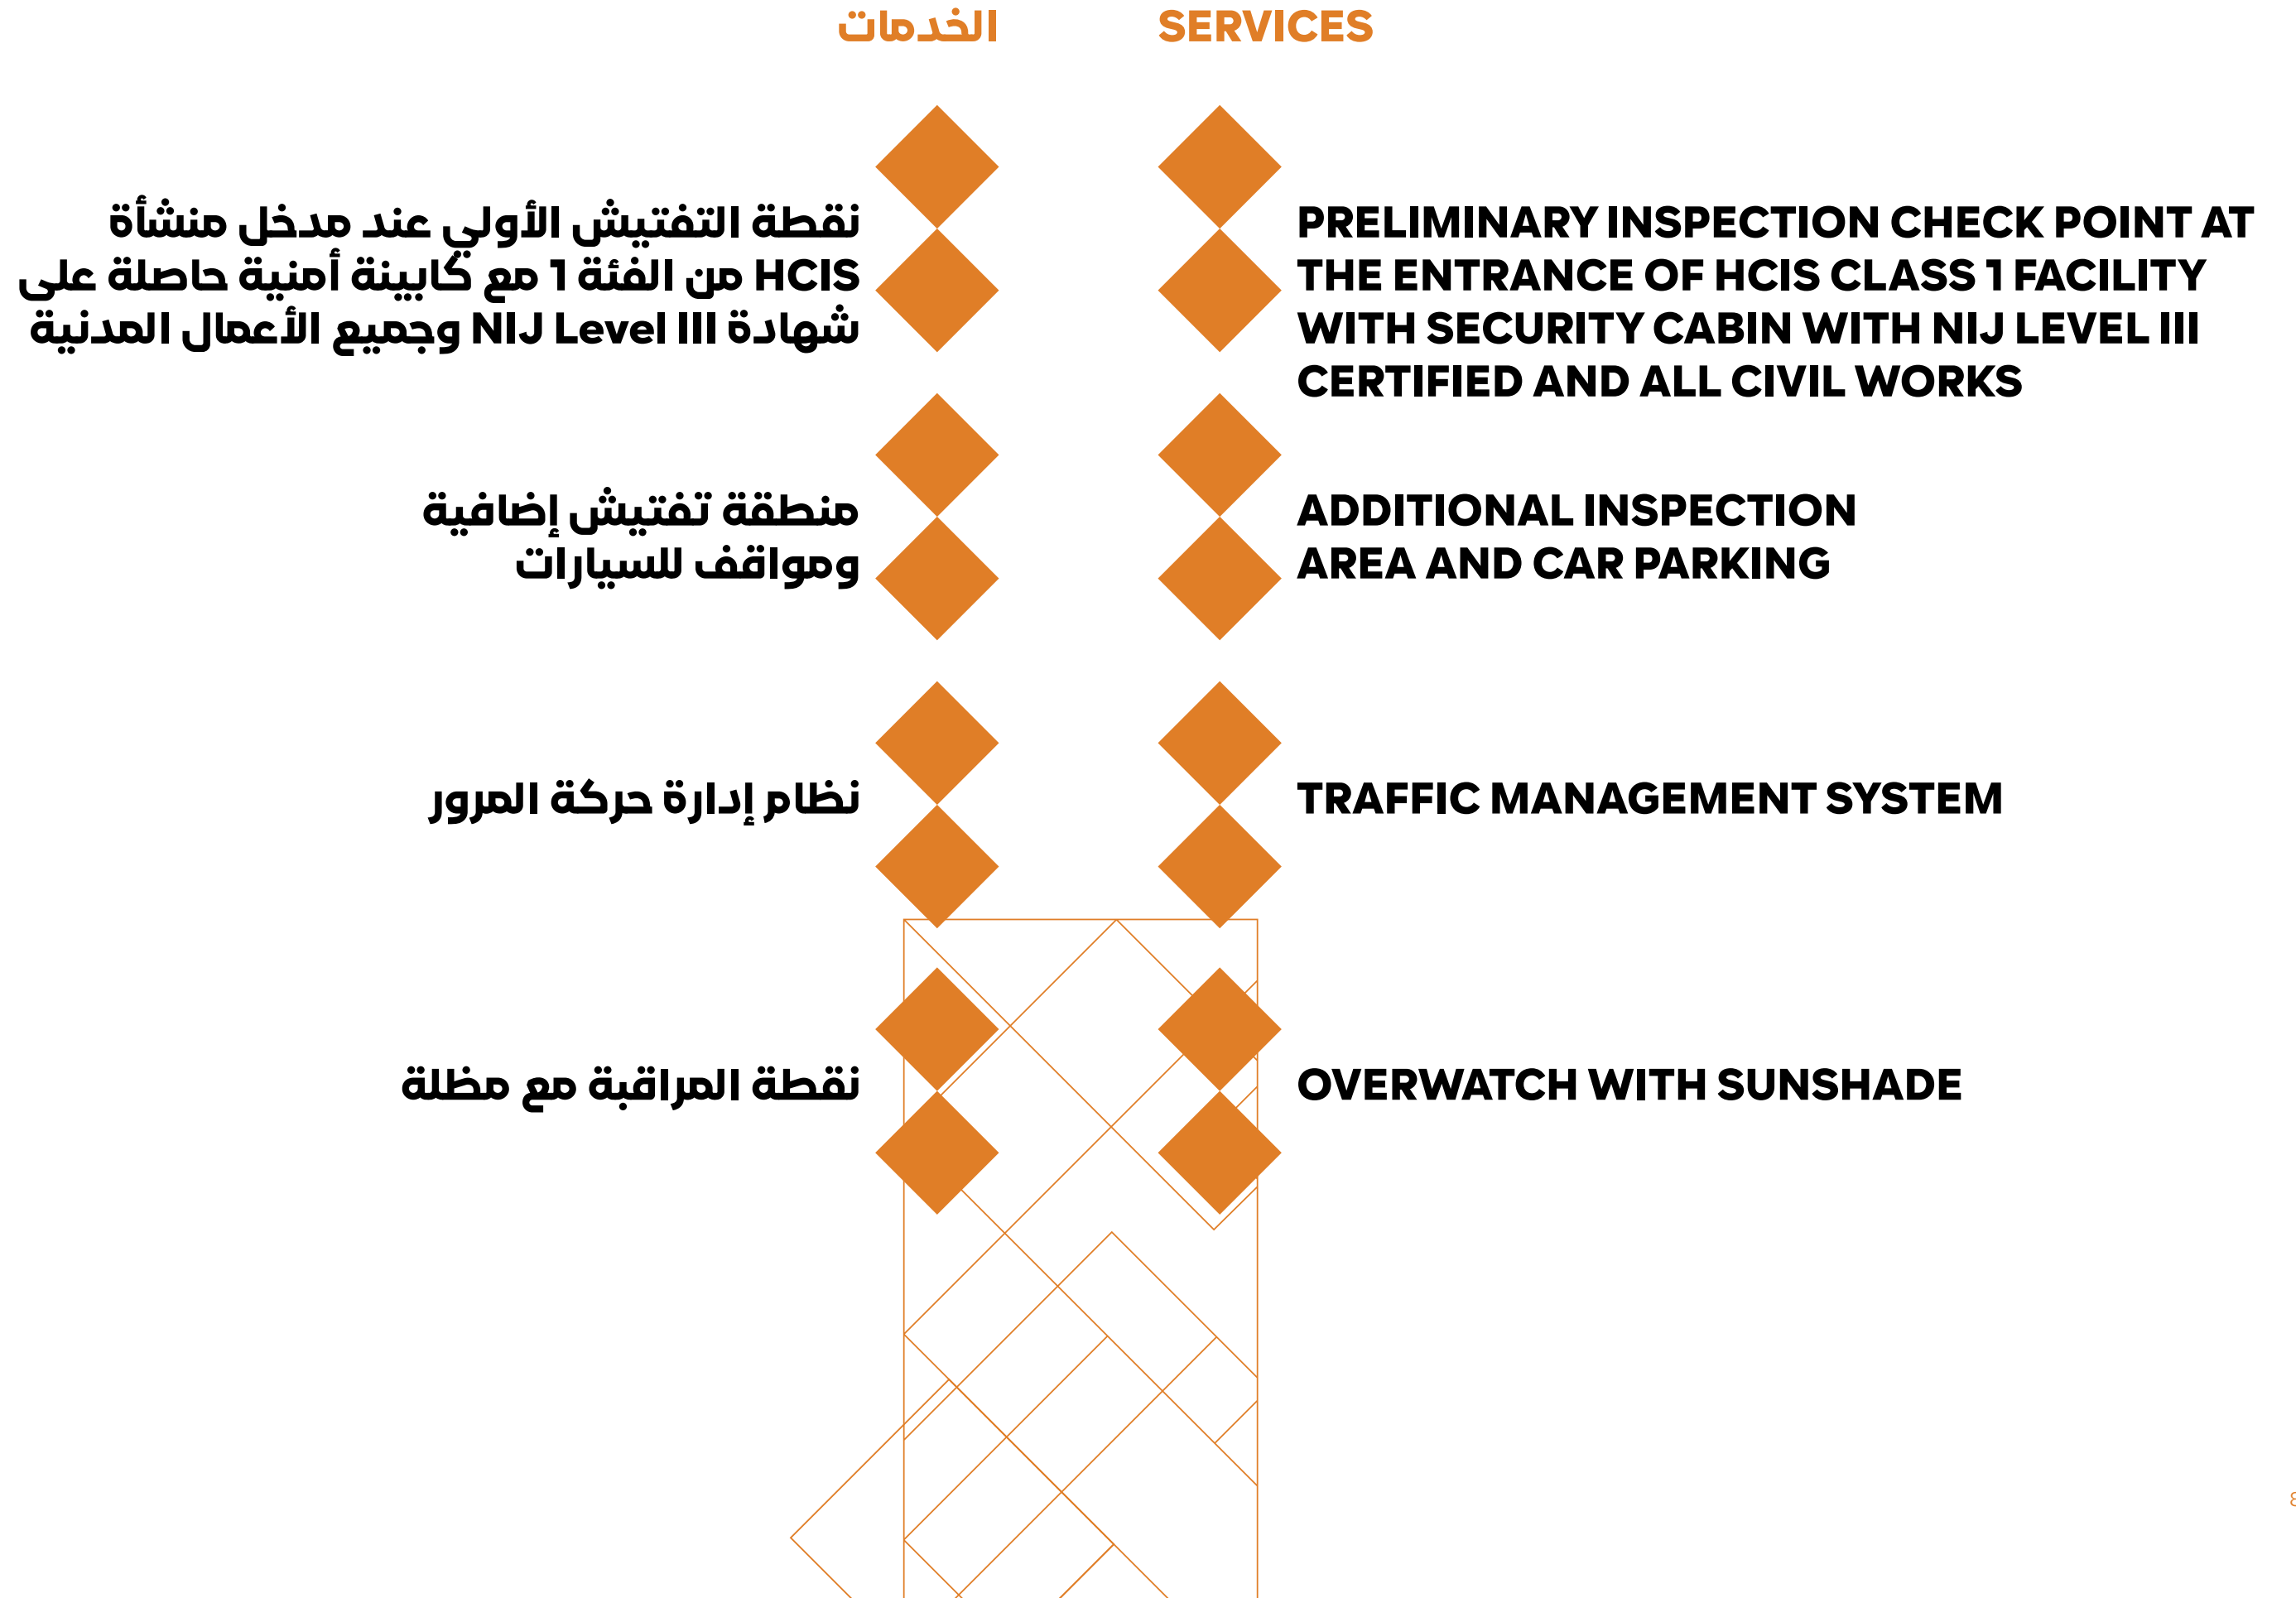 الخدمات
SERVICES
نقطة التفتيش الأولي عند مدخل منشأة
HCIS من الفئة 1 مع كابينة أمنية حاصلة على
شهادة NIJ Level III وجميع الأعمال المدنية
PRELIMINARY INSPECTION CHECK POINT AT
THE ENTRANCE OF HCIS CLASS 1 FACILITY
WITH SECURITY CABIN WITH NIJ LEVEL III
CERTIFIED AND ALL CIVIL WORKS
منطقة تفتيش إضافية
ومواقف للسيارات
ADDITIONAL INSPECTION
AREA AND CAR PARKING
نظام إدارة حركة المرور
TRAFFIC MANAGEMENT SYSTEM
نقطة المراقبة مع مظلة
OVERWATCH WITH SUNSHADE